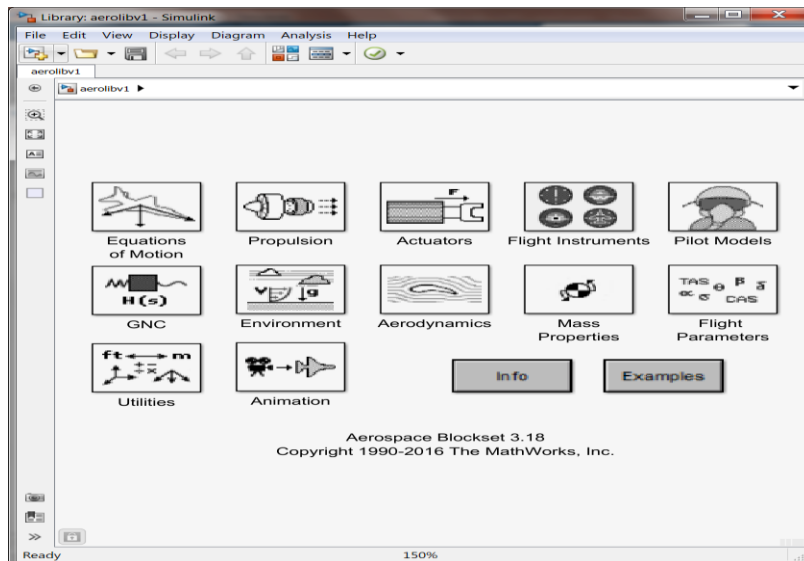 Library: aerolibv1 - Simulink
File Edit View Display Diagram Analysis Help
aerolibv1
aerolibv1
Equations
of Motion
Propulsion
F
Actuators
Flight Instruments
Pilot Models
H(s)
GNC
V g
Environment
Aerodynamics
Mass
Properties
TAS Θ β
α σ CAS
Flight
Parameters
ft m
Utilities
Animation
Info
Examples
Aerospace Blockset 3.18
Copyright 1990-2016 The MathWorks, Inc.
Ready 150%